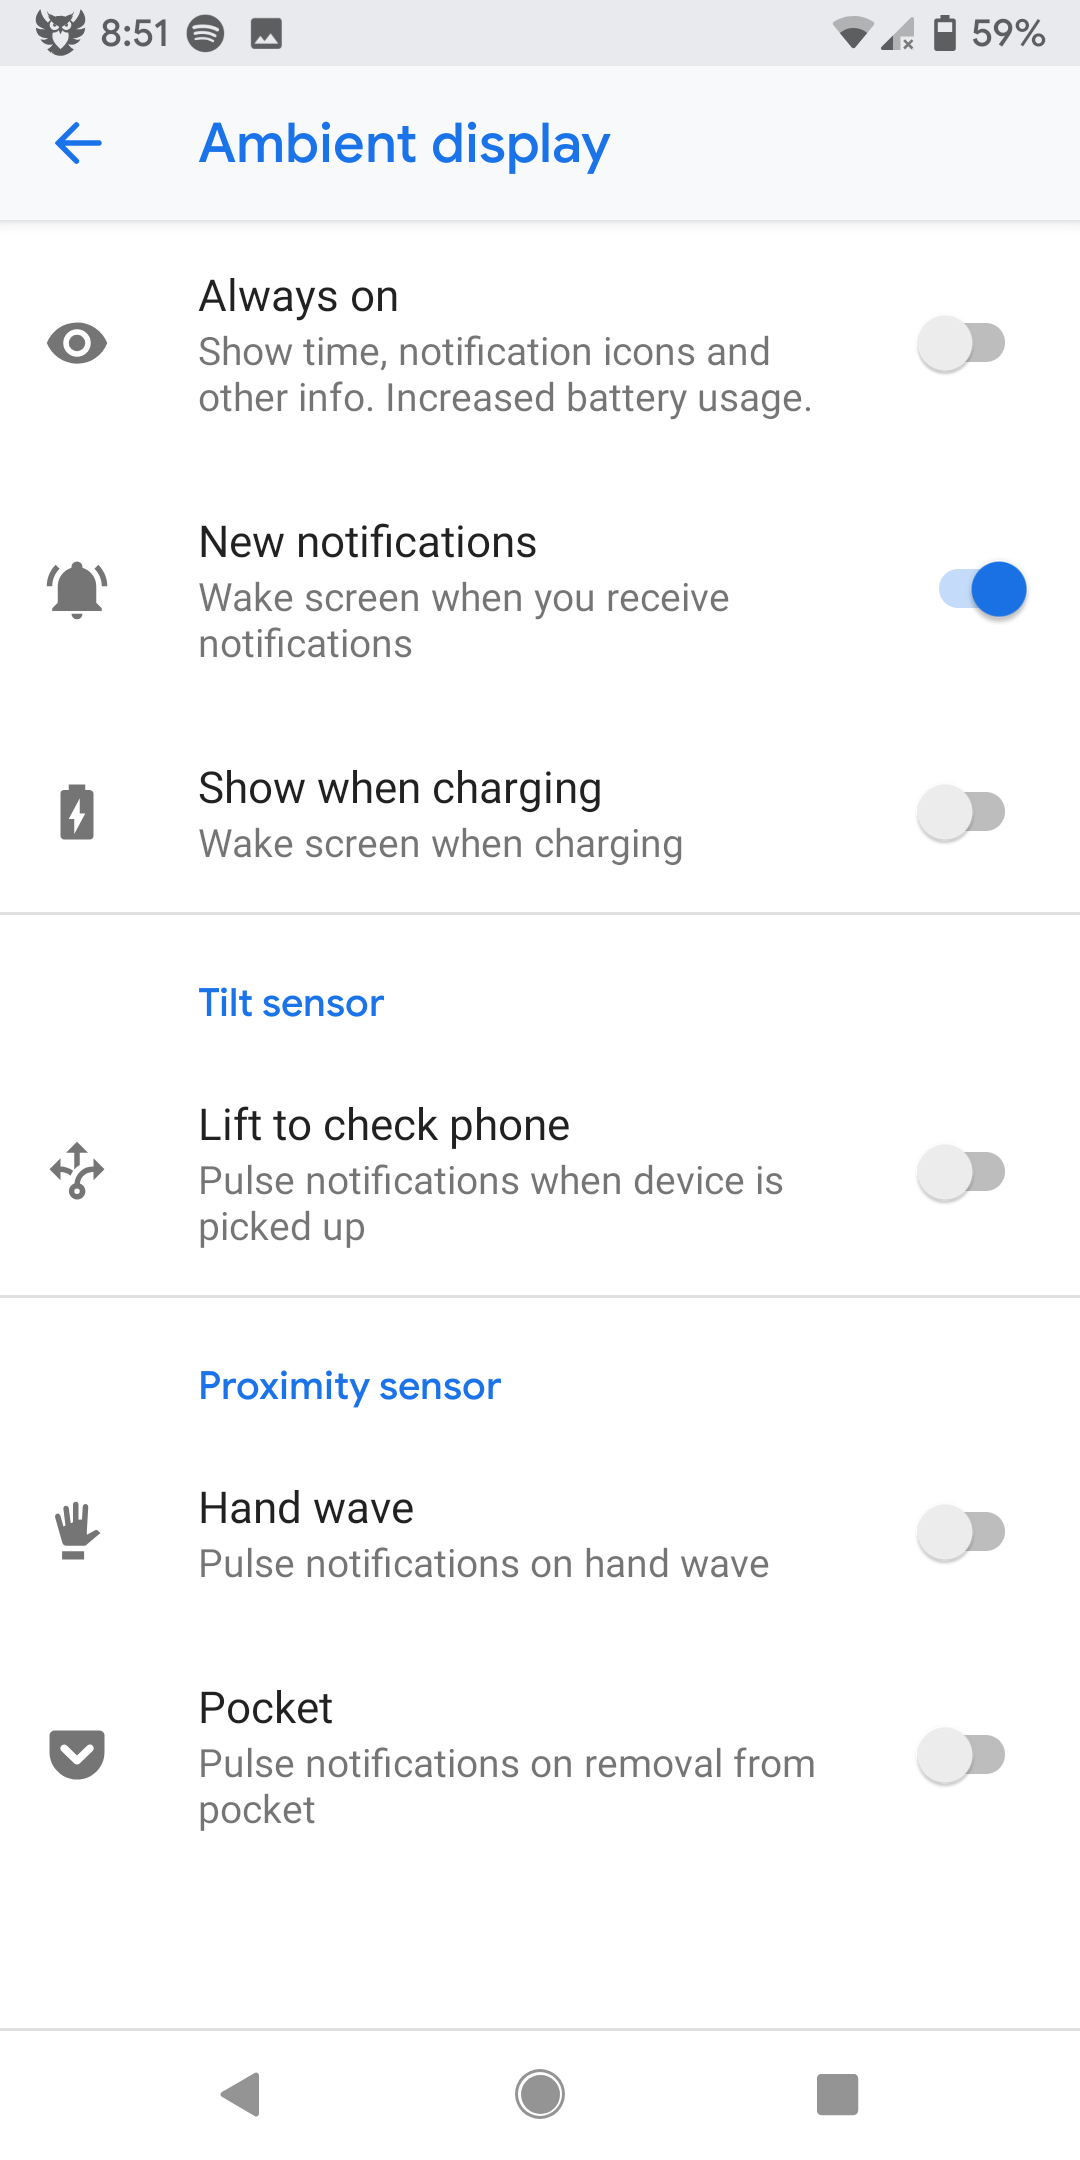 8:51 59%
Ambient display
Always on
Show time, notification icons and
other info. Increased battery usage.
New notifications
Wake screen when you receive
notifications
Show when charging
Wake screen when charging
Tilt sensor
Lift to check phone
Pulse notifications when device is
picked up
Proximity sensor
Hand wave
Pulse notifications on hand wave
Pocket
Pulse notifications on removal from
pocket